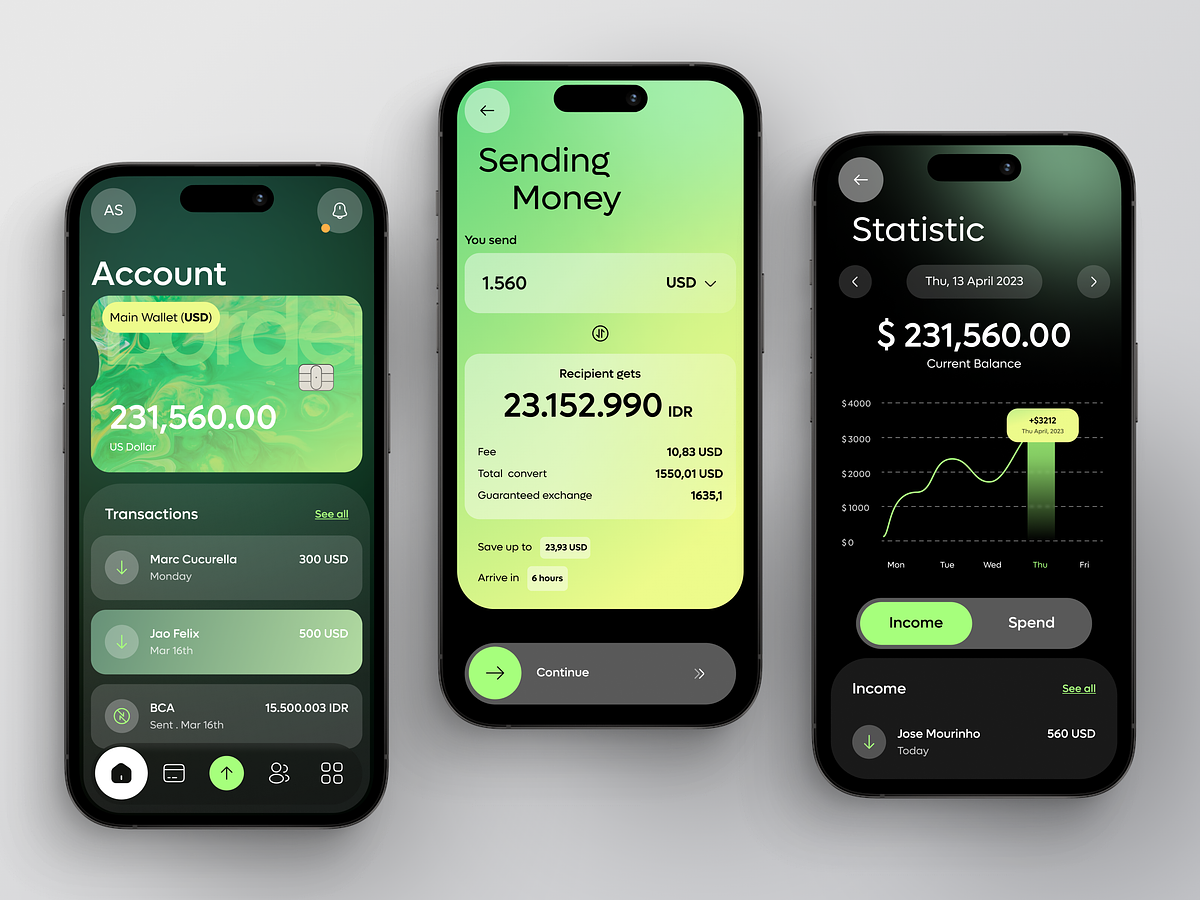 AS
Account
Main Wallet (USD)
order
231,560.00
US Dollar
Transactions
See all
Marc Cucurella
300 USD
Monday
Jao Felix
500 USD
Mar 16th
BCA
15.500.003 IDR
Sent . Mar 16th
Sending
Money
You send
1.560
USD
Recipient gets
23.152.990 IDR
Fee
10,83 USD
Total convert
1550,01 USD
Guaranteed exchange
1635,1
Save up to
23,93 USD
Arrive in
6 hours
Continue
Statistic
Thu, 13 April 2023
$ 231,560.00
Current Balance
$4000
+$3212
Thu April, 2023
$3000
$2000
$1000
$0
Mon
Tue
Wed
Thu
Fri
Income
Spend
Income
See all
Jose Mourinho
560 USD
Today